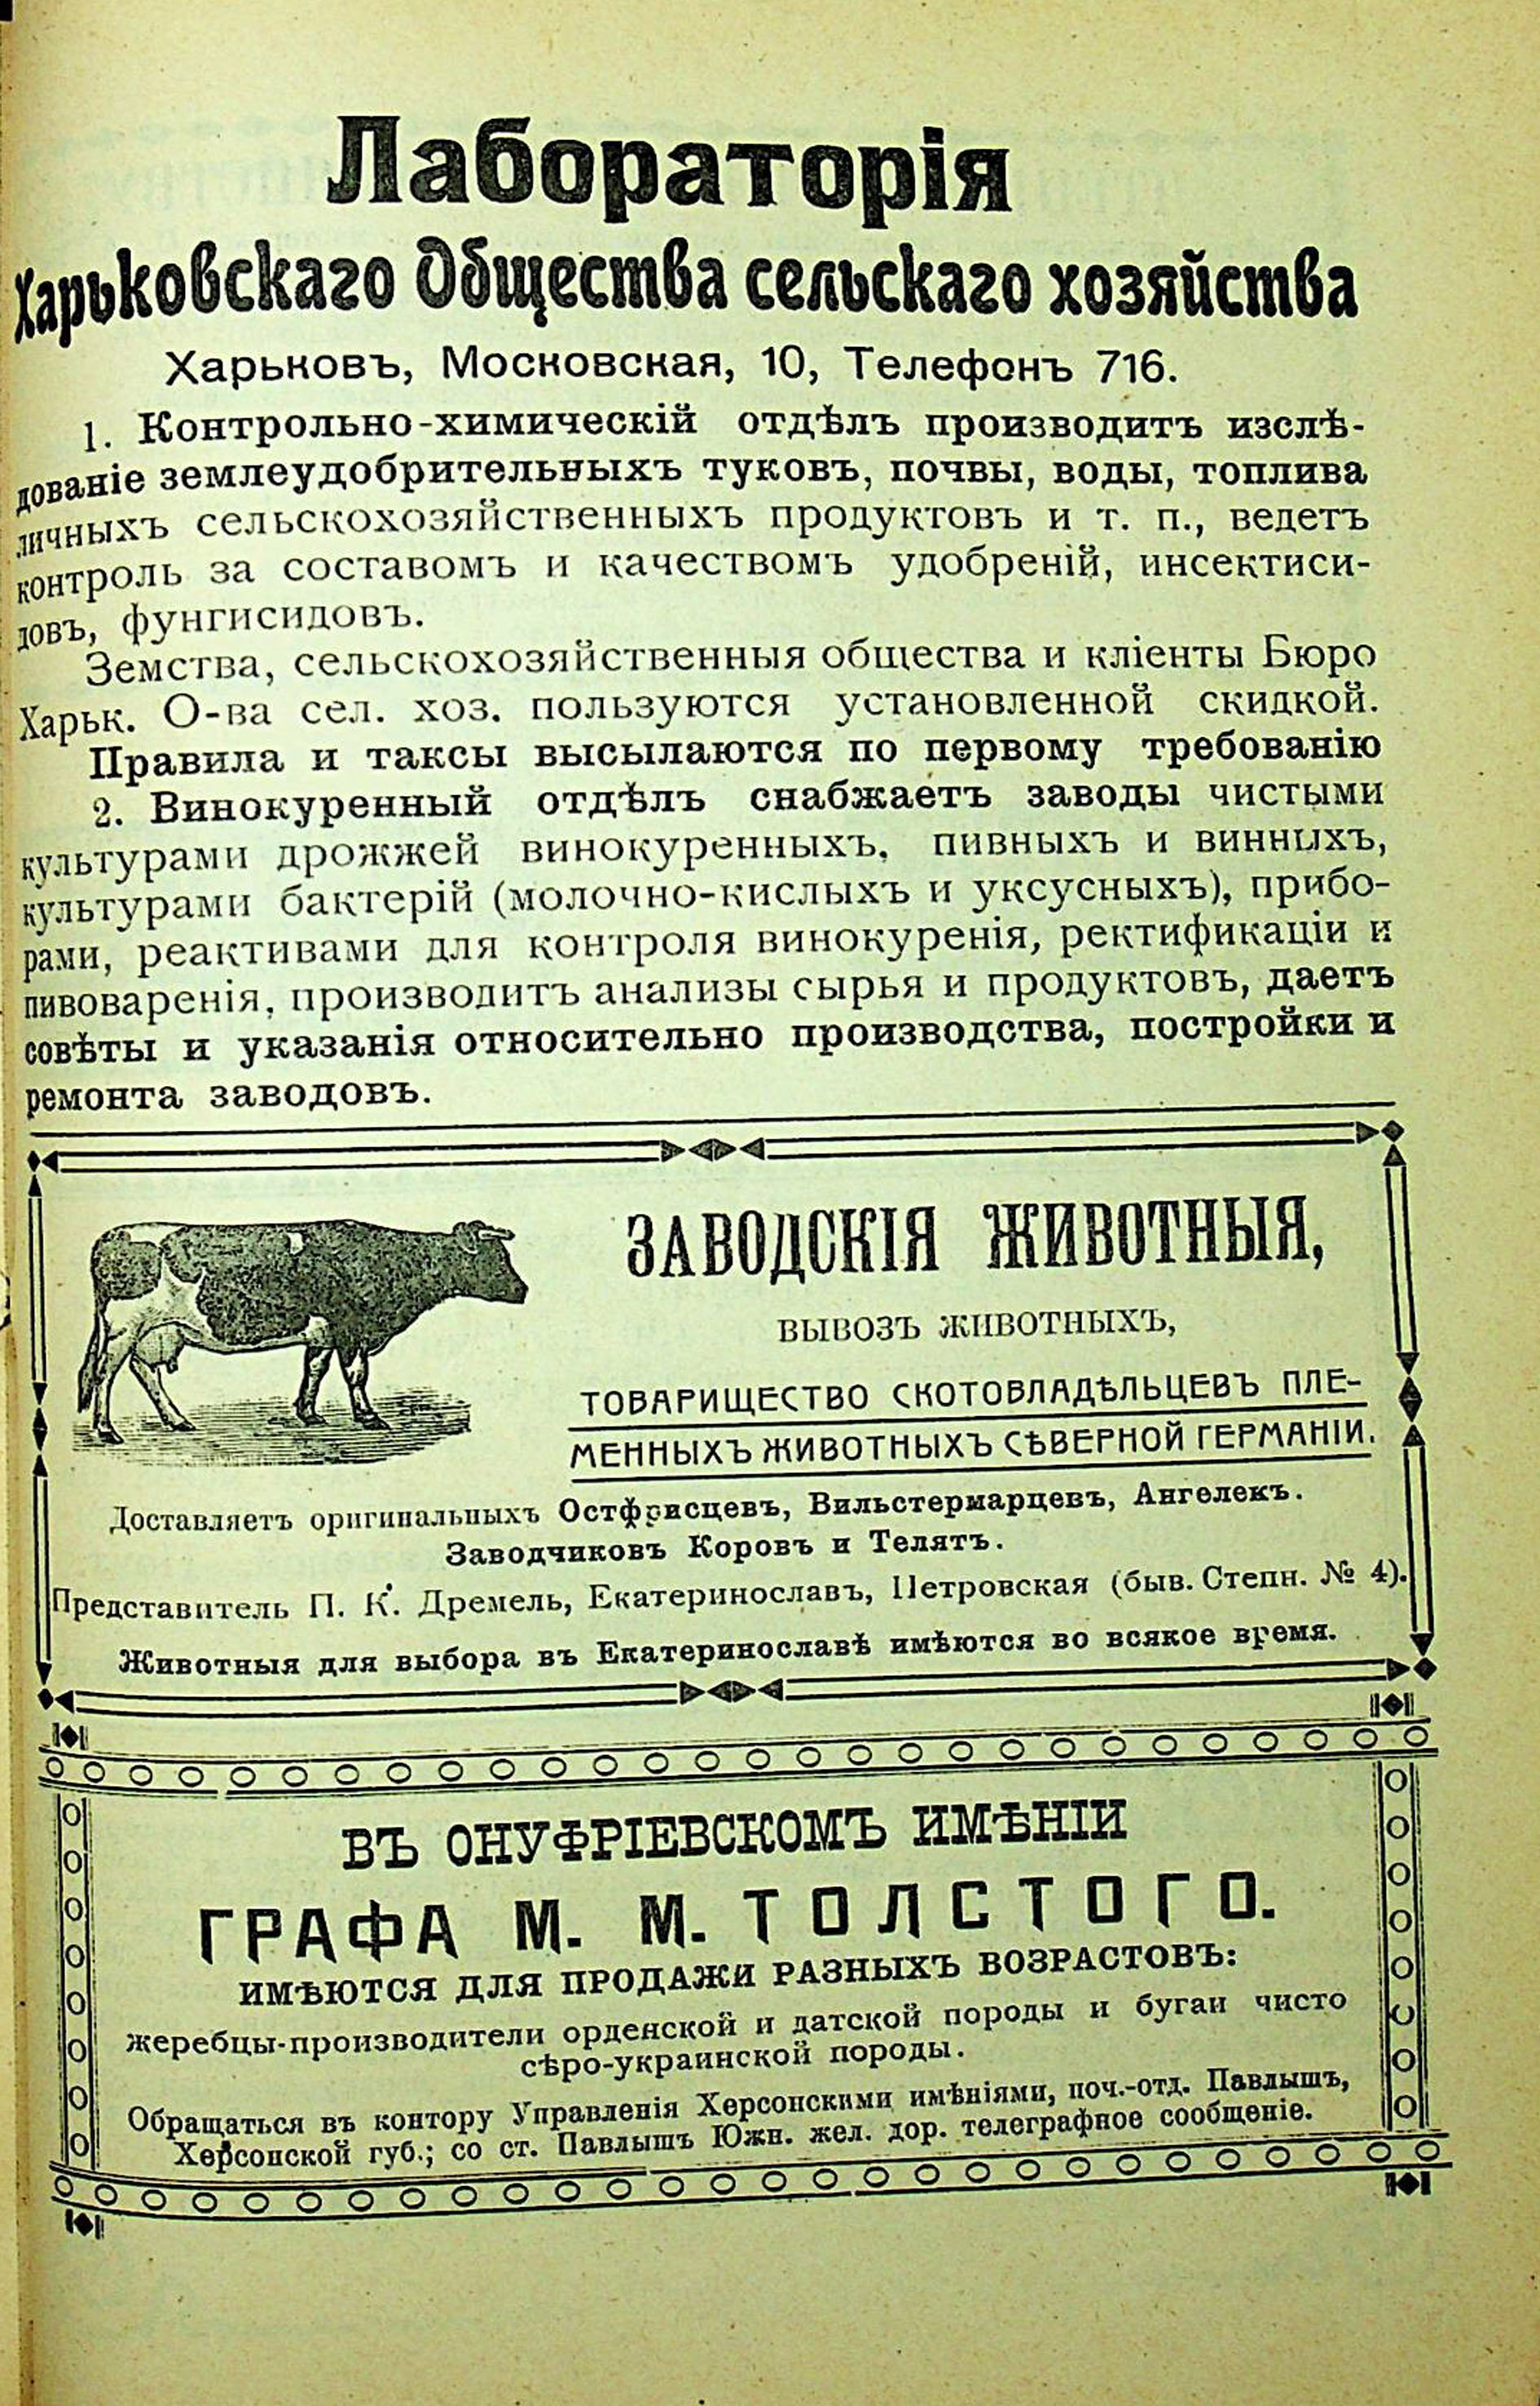 Лабораторія
Харьковскаго Общества сельскаго хозяйства
Харьковъ, Московская, 10, Телефонъ 716.
1. Контрольно-химическій отдѣлъ производитъ изслѣ-
дованіе землеудобрительныхъ туковъ, почвы, воды, топлива
личныхъ сельскохозяйственныхъ продуктовъ и т. п., ведетъ
контроль за составомъ и качествомъ удобреній, инсектиси-
довъ, фунгисидовъ.
Земства, сельскохозяйственныя общества и кліенты Бюро
Харьк. О-ва сел. хоз. пользуются установленной скидкой.
Правила и таксы высылаются по первому требованію
2. Винокуренный отдѣлъ снабжаетъ заводы чистыми
культурами дрожжей винокуренныхъ, пивныхъ и винныхъ,
культурами бактерій (молочно-кислыхъ и уксусныхъ), прибо-
рами, реактивами для контроля винокуренія, ректификаціи и
пивоваренія, производитъ анализы сырья и продуктовъ, даетъ
совѣты и указанія относительно производства, постройки и
ремонта заводовъ.
ЗАВОДСКІЯ ЖИВОТНЫЯ,
ВЫВОЗЪ ЖИВОТНЫХЪ,
ТОВАРИЩЕСТВО СКОТОВЛАДѢЛЬЦЕВЪ ПЛЕ-
МЕННЫХЪ ЖИВОТНЫХЪ СѢВЕРНОЙ ГЕРМАНІИ.
Доставляетъ оригинальныхъ Остфрисцевъ, Вильстермарцевъ, Ангелекъ.
Заводчиковъ Коровъ и Телятъ.
Представитель П. К. Дремель, Екатеринославъ, Петровская (быв. Степн. № 4).
Животныя для выбора въ Екатеринославѣ имѣются во всякое время.
ВЪ ОНУФРІЕВСКОМЪ ИМѢНІИ
ГРАФА М. М. ТОЛСТОГО.
ИМѢЮТСЯ ДЛЯ ПРОДАЖИ РАЗНЫХЪ ВОЗРАСТОВЪ:
жеребцы-производители орденской и датской породы и бугаи чисто
сѣро-украинской породы.
Обращаться въ контору Управленія Херсонскими имѣніями, поч.-отд. Павлышъ,
Херсонской губ.; со ст. Павлышъ Южн. жел. дор. телеграфное сообщеніе.